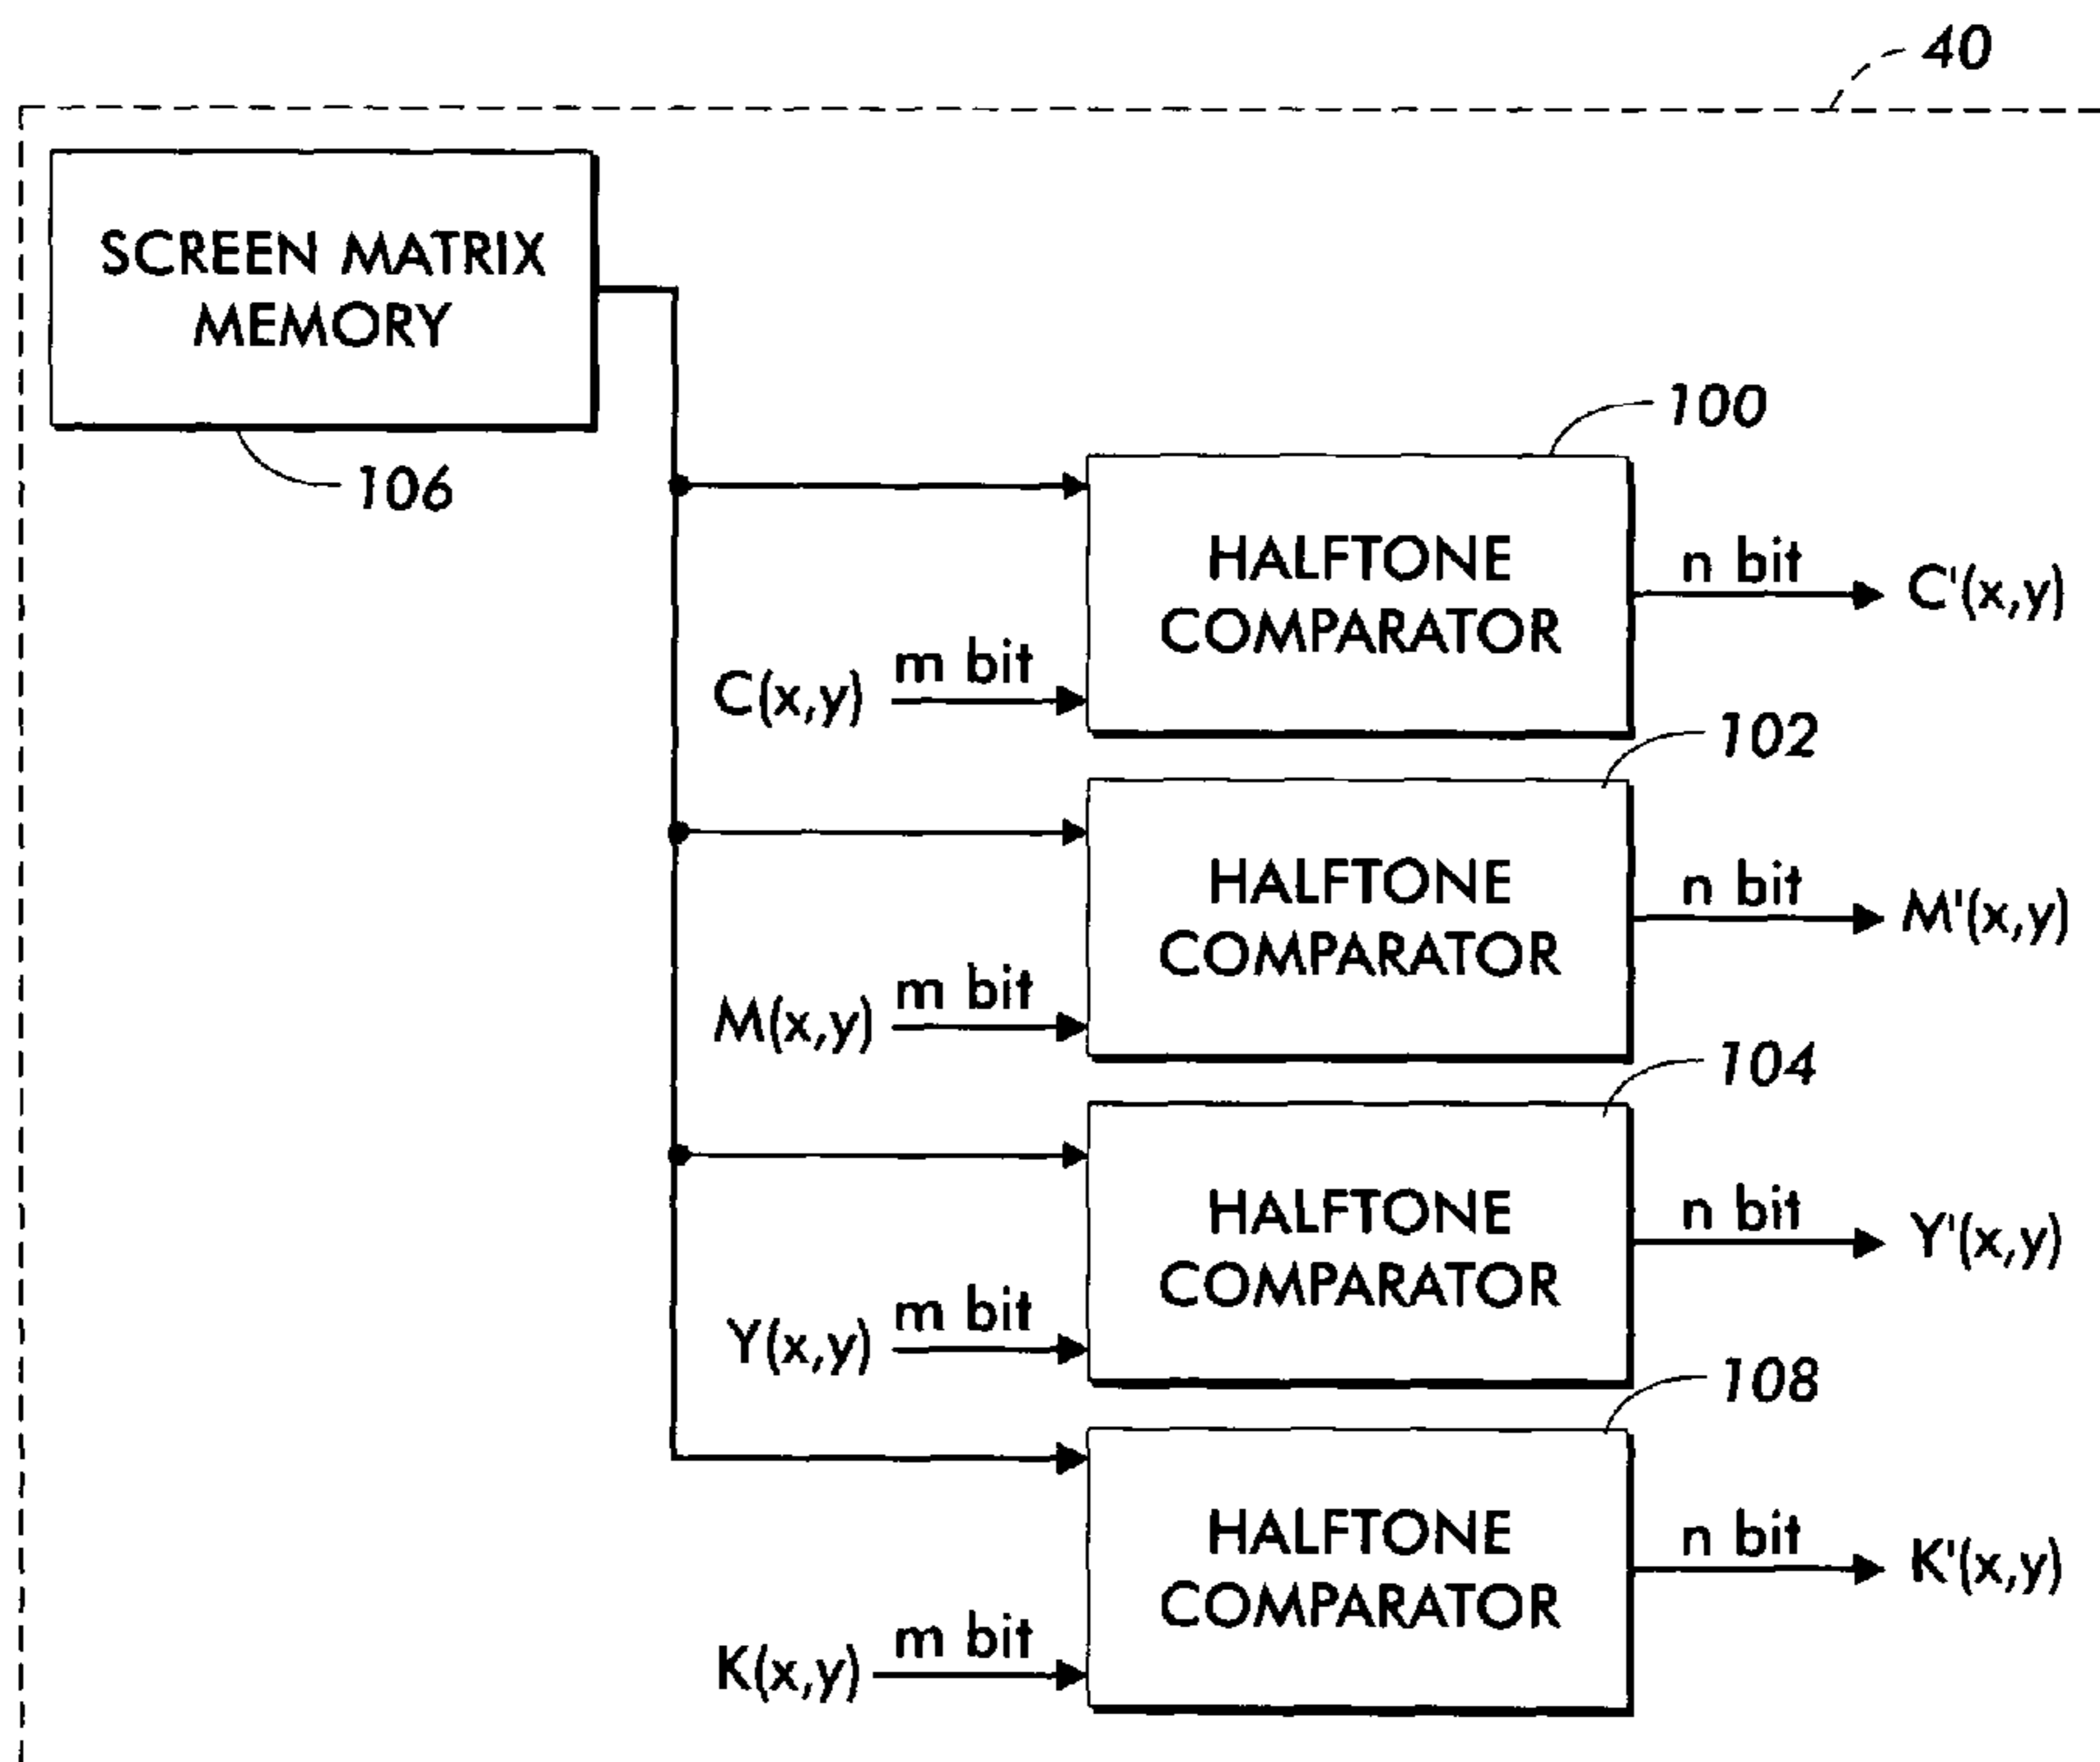 40
SCREEN MATRIX
MEMORY
106
100
HALFTONE
COMPARATOR
n bit
C'(x,y)
m bit
C(x,y)
102
HALFTONE
COMPARATOR
n bit
M'(x,y)
m bit
M(x,y)
104
HALFTONE
COMPARATOR
n bit
Y'(x,y)
m bit
Y(x,y)
108
HALFTONE
COMPARATOR
n bit
K'(x,y)
m bit
K(x,y)